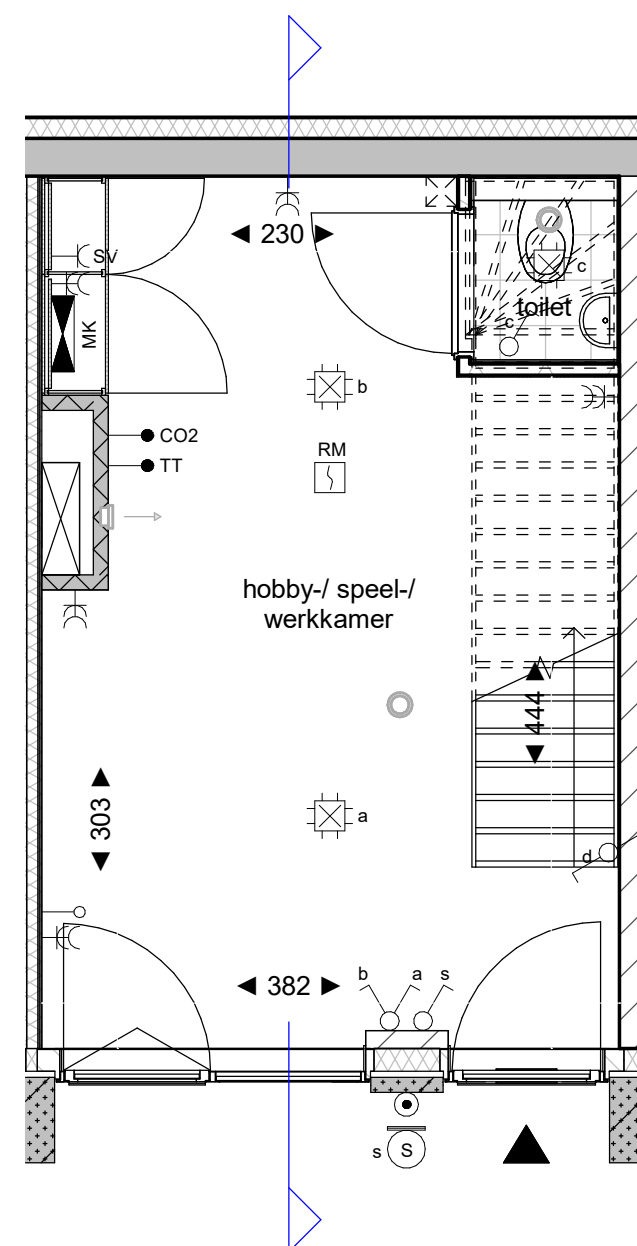 ◄ 230 ►
SV
c
toilet
c
MK
b
CO2
RM
TT
hobby-/ speel-/
werkkamer
444
303
a
d
b a s
◄ 382 ►
s S